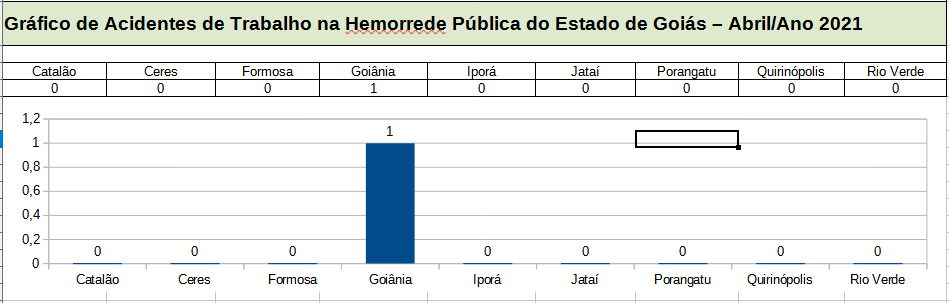 Gráfico de Acidentes de Trabalho na Hemorrede Pública do Estado de Goiás – Abril/Ano 2021
Catalão Ceres Formosa Goiânia Iporá Jataí Porangatu Quirinópolis Rio Verde
0 0 0 1 0 0 0 0 0
1,2
1
1
0,8
0,6
0,4
0,2
0 0 0 0 0 0 0 0
0
Catalão Ceres Formosa Goiânia Iporá Jataí Porangatu Quirinópolis Rio Verde